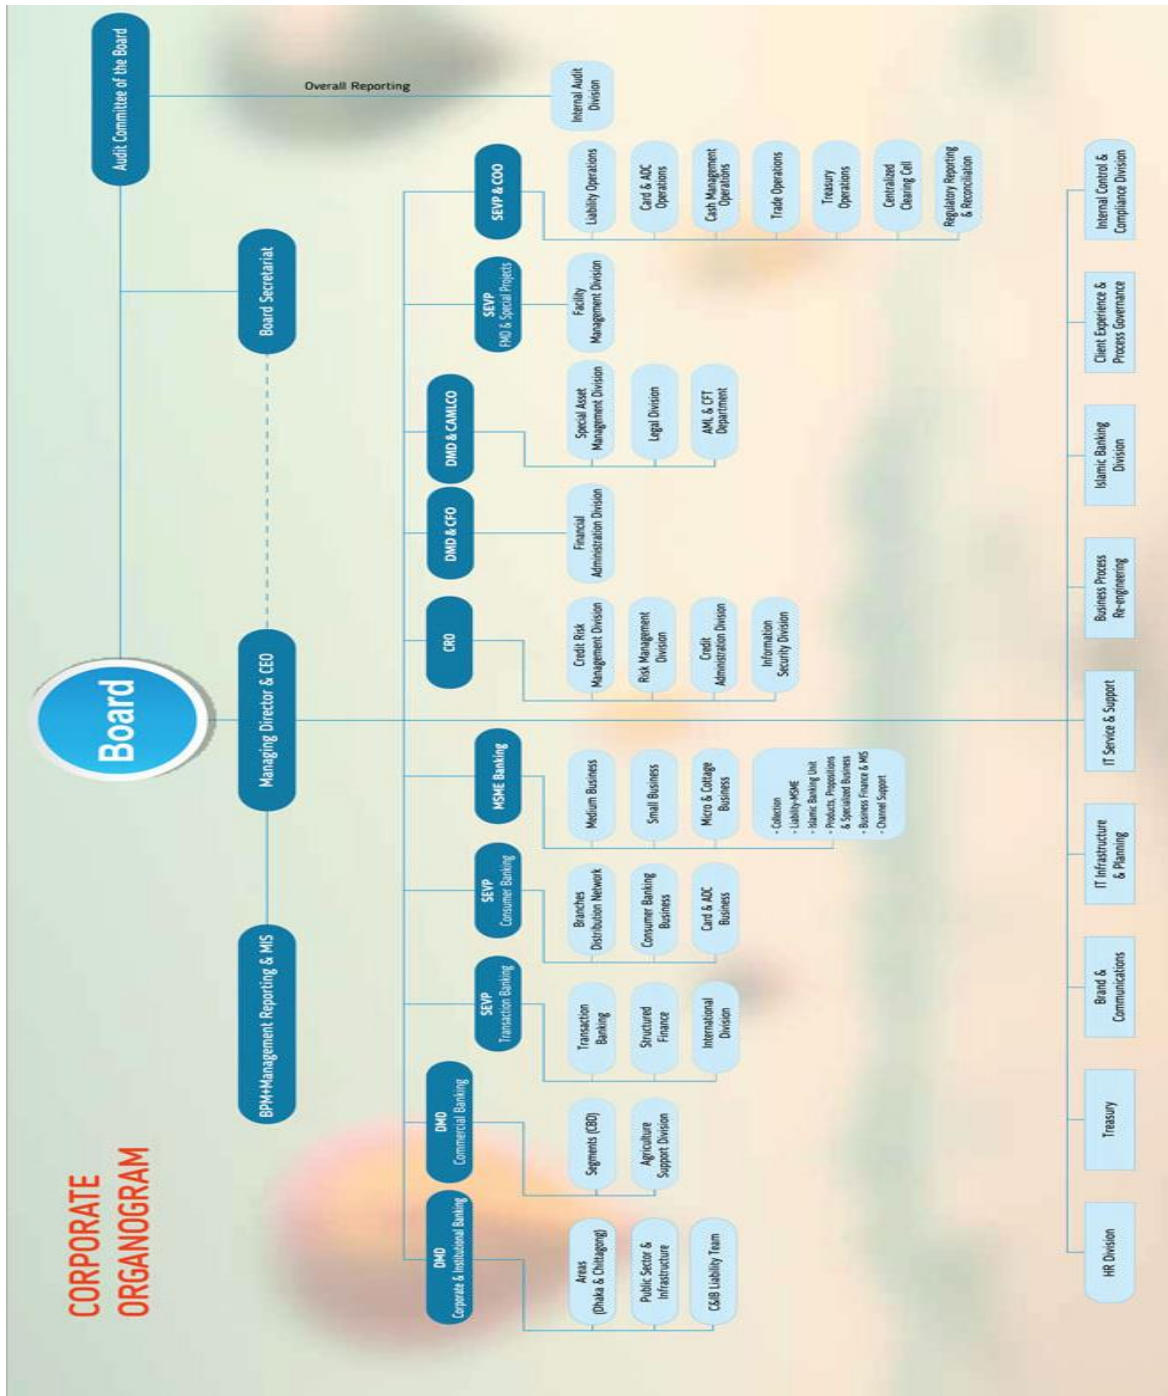 CORPORATE
ORGANOGRAM
Board
Audit Committee of the Board
Overall Reporting
Internal Audit
Division
BPM+Management Reporting & MIS
Managing Director & CEO
Board Secretariat
DMD
Corporate & Institutional Banking
Areas
(Dhaka & Chittagong)
Public Sector &
Infrastructure
C&IB Liability Team
DMD
Commercial Banking
Segments (CBD)
Agriculture
Support Division
SEVP
Transaction Banking
Transaction
Banking
Structured
Finance
International
Division
SEVP
Consumer Banking
Branches
Distribution Network
Consumer Banking
Business
Card & ADC
Business
MSME Banking
Medium Business
Small Business
Micro & Cottage
Business
- Collection
- Liability-MSME
- Islamic Banking Unit
- Products, Propositions
& Specialized Business
- Business Finance & MIS
- Channel Support
CRO
Credit Risk
Management Division
Risk Management
Division
Credit
Administration Division
Information
Security Division
DMD & CFO
Financial
Administration Division
DMD & CAMLCO
Special Asset
Management Division
Legal Division
AML & CFT
Department
SEVP
FMD & Special Projects
Facility
Management Division
SEVP & COO
Liability Operations
Card & ADC
Operations
Cash Management
Operations
Trade Operations
Treasury
Operations
Centralized
Clearing Cell
Regulatory Reporting
& Reconciliation
HR Division
Treasury
Brand &
Communications
IT Infrastructure
& Planning
IT Service & Support
Business Process
Re-engineering
Islamic Banking
Division
Client Experience &
Process Governance
Internal Control &
Compliance Division